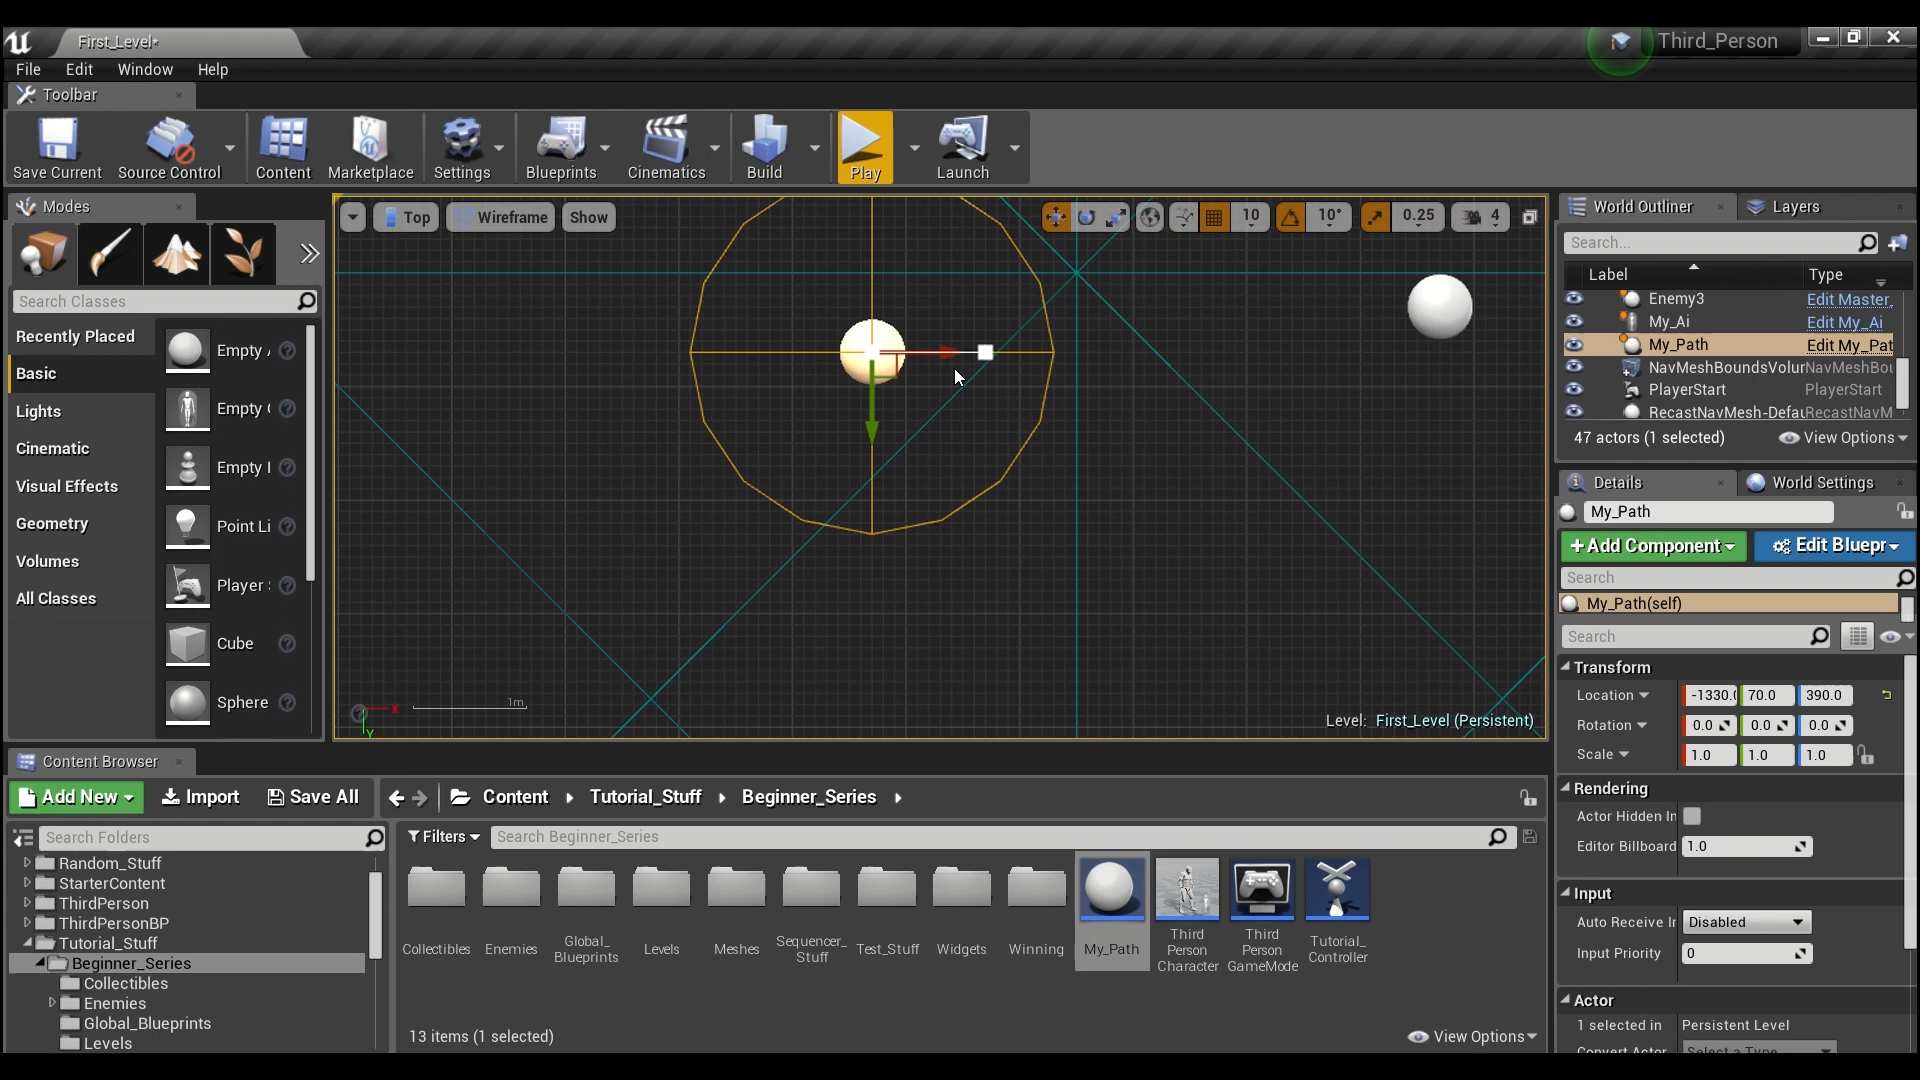 First_Level*
Third_Person
File Edit Window Help
Toolbar
Save Current
Source Control
Content
Marketplace
Settings
Blueprints
Cinematics
Build
Play
Launch
Modes
Search Classes
Recently Placed
Basic
Lights
Cinematic
Visual Effects
Geometry
Volumes
All Classes
Empty
Empty
Empty
Point Li
Player
Cube
Sphere
Top
Wireframe
Show
10
10°
0.25
4
x
Y
1m
Level: First_Level (Persistent)
World Outliner
Layers
Search...
Label Type
Enemy3 Edit Master
My_Ai Edit My_Ai
My_Path Edit My_Pat
NavMeshBoundsVolur NavMeshBou
PlayerStart PlayerStart
RecastNavMesh-Defau RecastNavM
47 actors (1 selected)
View Options
Details
World Settings
My_Path
+Add Component
Edit Bluepr
Search
My_Path(self)
Search
Transform
Location -1330.0 70.0 390.0
Rotation 0.0 0.0 0.0
Scale 1.0 1.0 1.0
Rendering
Actor Hidden In
Editor Billboard 1.0
Input
Auto Receive In Disabled
Input Priority 0
Actor
1 selected in Persistent Level
Convert Actor Select a Type
Content Browser
Add New
Import
Save All
Content
Tutorial_Stuff
Beginner_Series
Search Folders
Random_Stuff
StarterContent
ThirdPerson
ThirdPersonBP
Tutorial_Stuff
Beginner_Series
Collectibles
Enemies
Global_Blueprints
Levels
Filters
Search Beginner_Series
Collectibles
Enemies
Global_
Blueprints
Levels
Meshes
Sequencer_
Stuff
Test_Stuff
Widgets
Winning
My_Path
Third
Person
Character
Third
Person
GameMode
Tutorial_
Controller
13 items (1 selected)
View Options